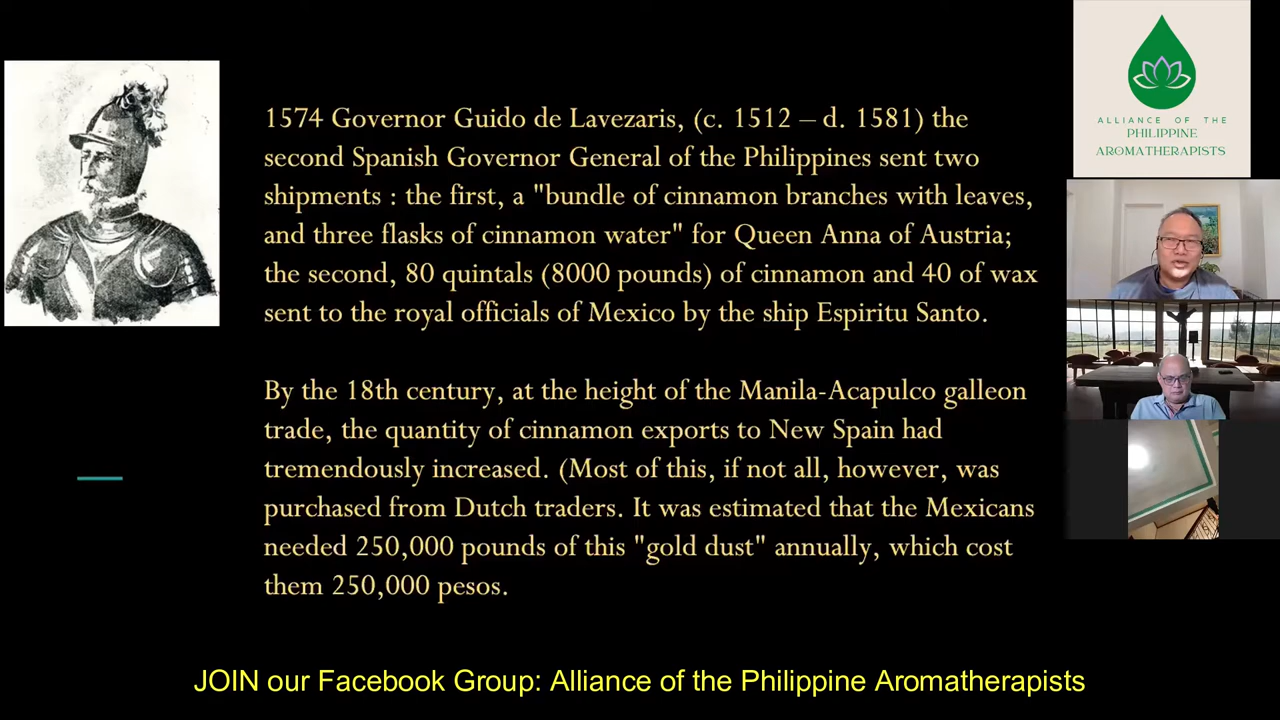 1574 Governor Guido de Lavezaris, (c. 1512 – d. 1581) the
second Spanish Governor General of the Philippines sent two
shipments : the first, a "bundle of cinnamon branches with leaves,
and three flasks of cinnamon water" for Queen Anna of Austria;
the second, 80 quintals (8000 pounds) of cinnamon and 40 of wax
sent to the royal officials of Mexico by the ship Espiritu Santo.
By the 18th century, at the height of the Manila-Acapulco galleon
trade, the quantity of cinnamon exports to New Spain had
tremendously increased. (Most of this, if not all, however, was
purchased from Dutch traders. It was estimated that the Mexicans
needed 250,000 pounds of this "gold dust" annually, which cost
them 250,000 pesos.
ALLIANCE OF THE
PHILIPPINE
AROMATHERAPISTS
JOIN our Facebook Group: Alliance of the Philippine Aromatherapists